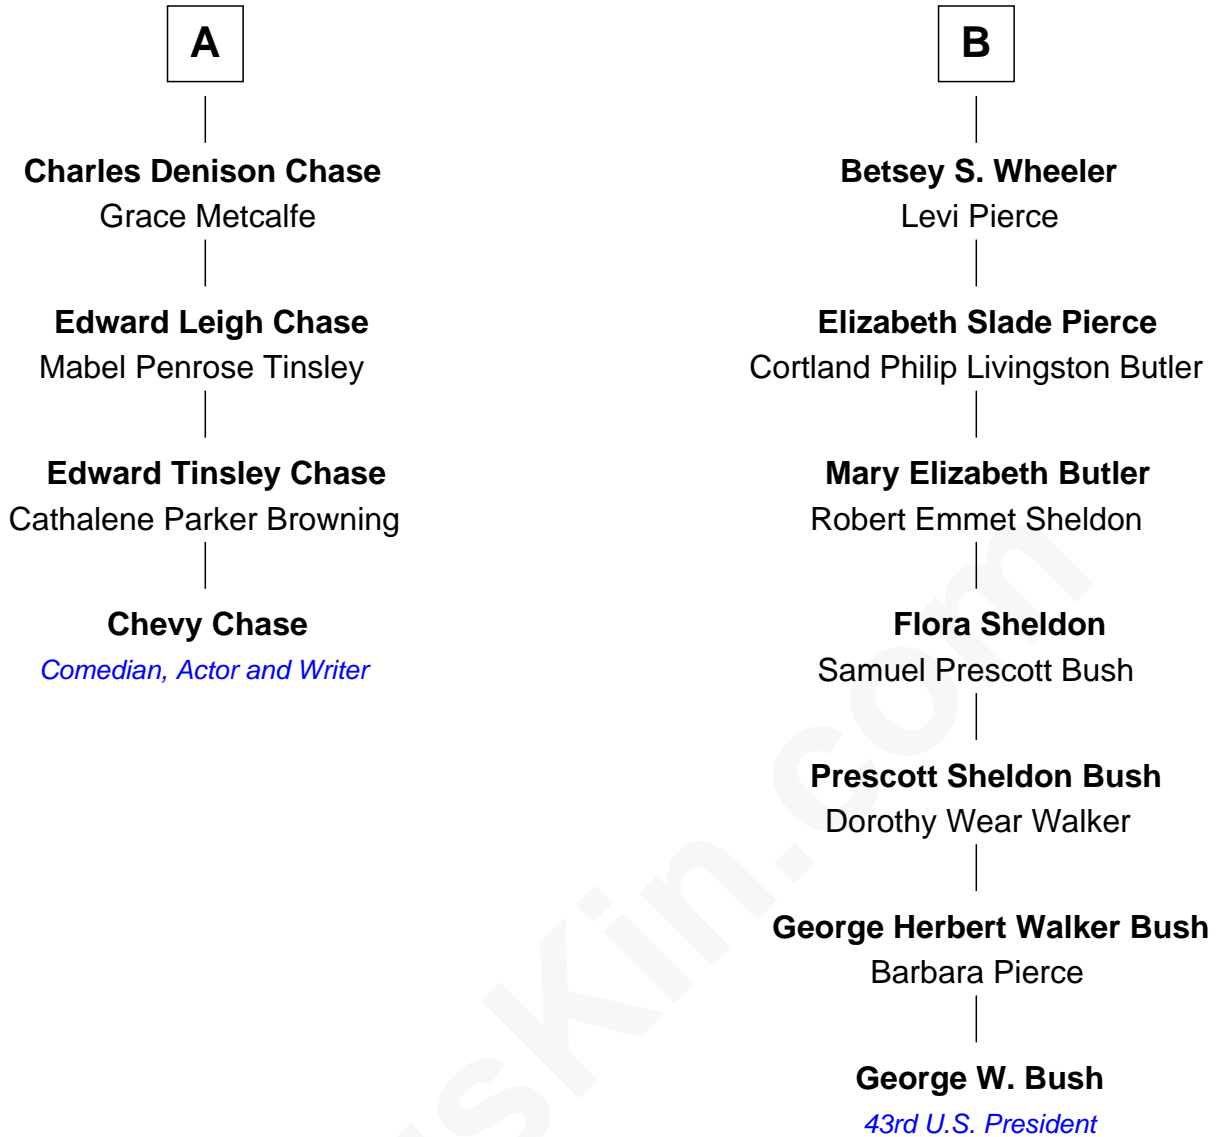 A
Charles Denison Chase
Grace Metcalfe
Edward Leigh Chase
Mabel Penrose Tinsley
Edward Tinsley Chase
Cathalene Parker Browning
Chevy Chase
Comedian, Actor and Writer
B
Betsey S. Wheeler
Levi Pierce
Elizabeth Slade Pierce
Cortland Philip Livingston Butler
Mary Elizabeth Butler
Robert Emmet Sheldon
Flora Sheldon
Samuel Prescott Bush
Prescott Sheldon Bush
Dorothy Wear Walker
George Herbert Walker Bush
Barbara Pierce
George W. Bush
43rd U.S. President